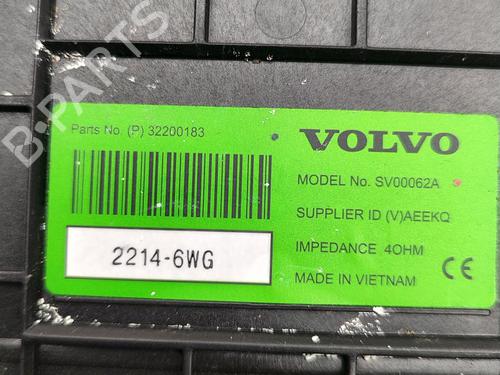 B-PARTS
Parts No. (P) 32200183
VOLVO
MODEL No. SV00062A
SUPPLIER ID (V)AEEKQ
2214-6WG
IMPEDANCE 4OHM
MADE IN VIETNAM
CE